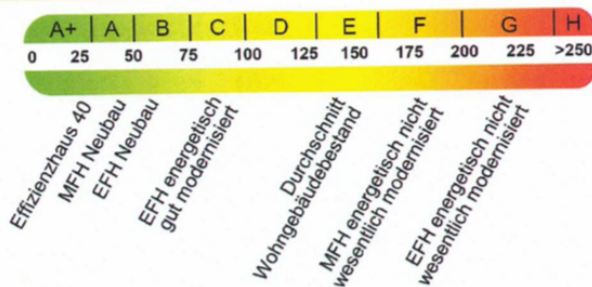 A+ A B C D E F G H
0 25 50 75 100 125 150 175 200 225 >250
Effizienzhaus 40
MFH Neubau
EFH Neubau
EFH energetisch
gut modernisiert
Durchschnitt
Wohngebäudebestand
MFH energetisch nicht
wesentlich modernisiert
EFH energetisch nicht
wesentlich modernisiert